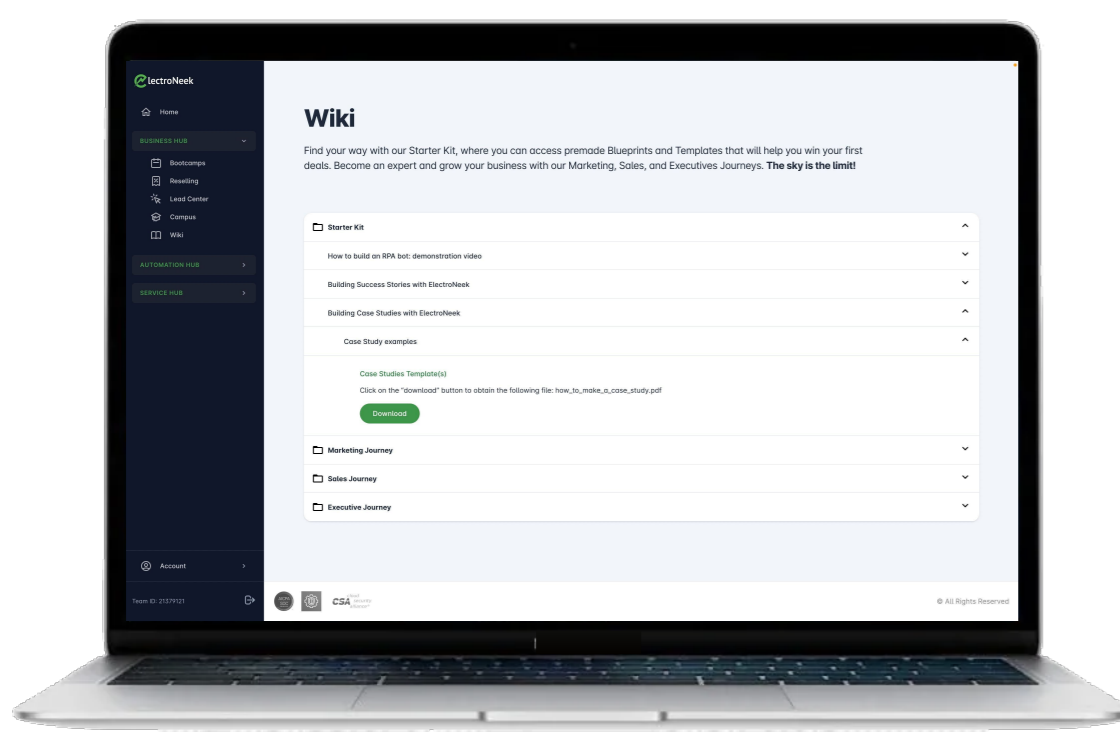 ElectroNeek
Home
BUSINESS HUB
Bootcamps
Reselling
Lead Center
Campus
Wiki
AUTOMATION HUB
SERVICE HUB
Account
Team ID: 21379121
Wiki
Find your way with our Starter Kit, where you can access premade Blueprints and Templates that will help you win your first
deals. Become an expert and grow your business with our Marketing, Sales, and Executives Journeys. The sky is the limit!
Starter Kit
How to build an RPA bot: demonstration video
Building Success Stories with ElectroNeek
Building Case Studies with ElectroNeek
Case Study examples
Case Studies Template(s)
Click on the "download" button to obtain the following file: how_to_make_a_case_study.pdf
Download
Marketing Journey
Sales Journey
Executive Journey
CSA cloud
security
alliance
© All Rights Reserved